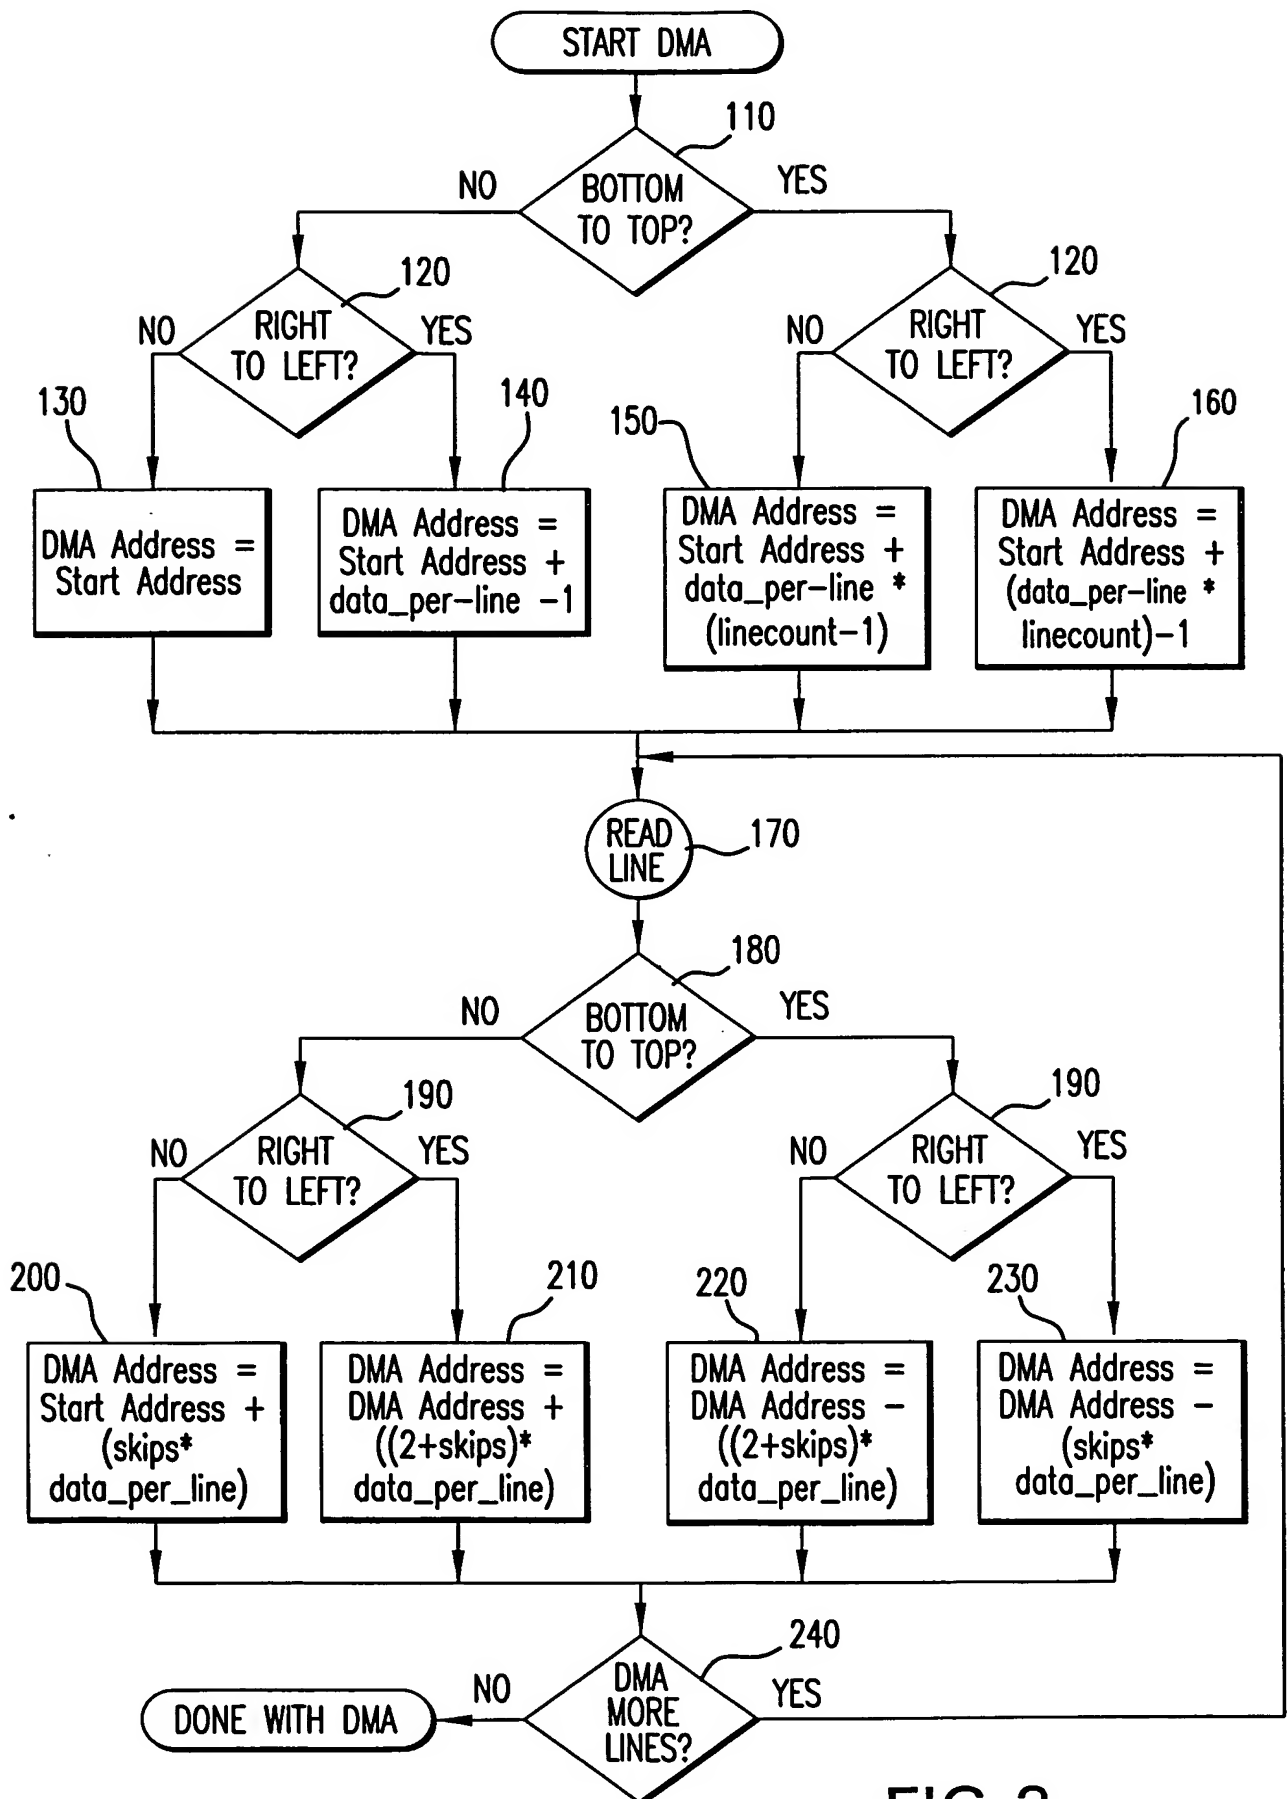 START DMA
110
NO
BOTTOM
TO TOP?
YES
120
NO
RIGHT
TO LEFT?
YES
120
NO
RIGHT
TO LEFT?
YES
130
DMA Address =
Start Address
140
DMA Address =
Start Address +
data_per-line -1
150
DMA Address =
Start Address +
data_per-line *
(linecount-1)
160
DMA Address =
Start Address +
(data_per-line *
linecount)-1
READ
LINE
170
180
NO
BOTTOM
TO TOP?
YES
190
NO
RIGHT
TO LEFT?
YES
190
NO
RIGHT
TO LEFT?
YES
200
DMA Address =
Start Address +
(skips*
data_per_line)
210
DMA Address =
DMA Address +
((2+skips)*
data_per_line)
220
DMA Address =
DMA Address -
((2+skips)*
data_per_line)
230
DMA Address =
DMA Address -
(skips*
data_per_line)
240
DONE WITH DMA
NO
DMA
MORE
LINES?
YES